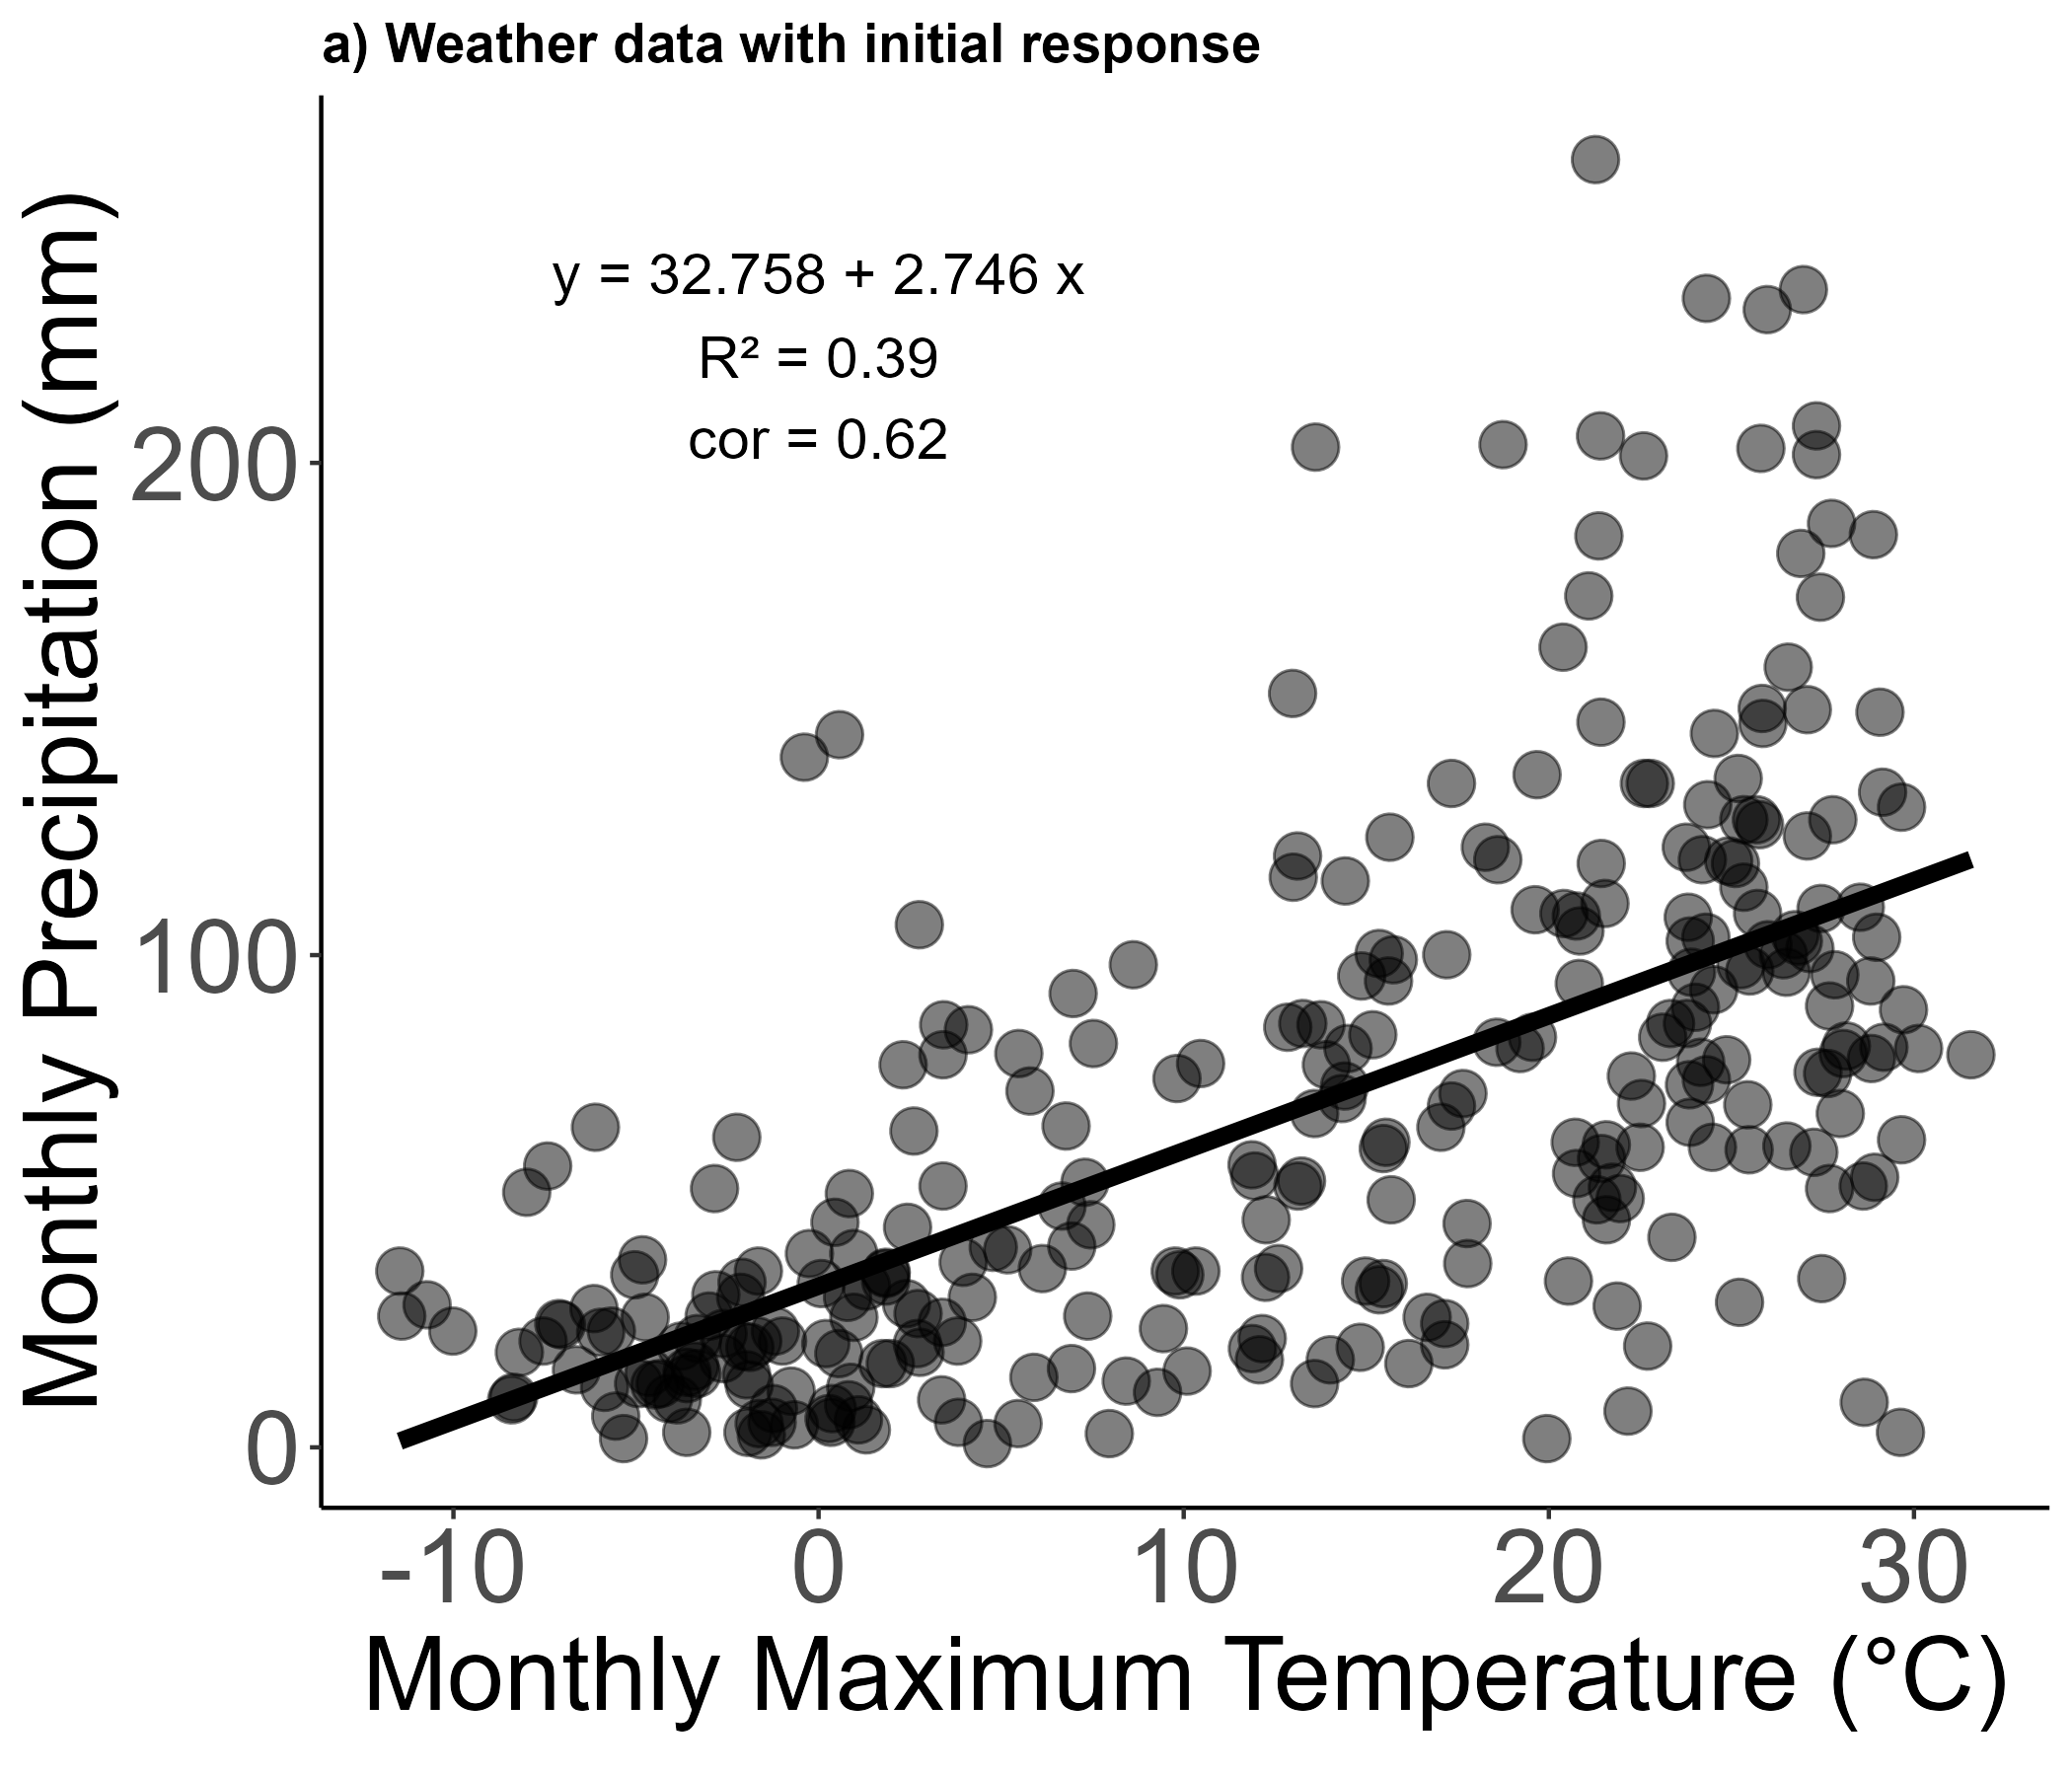 a) Weather data with initial response
y = 32.758 + 2.746 x
R² = 0.39
cor = 0.62
Monthly Precipitation (mm)
200
100
0
-10 0 10 20 30
Monthly Maximum Temperature (°C)